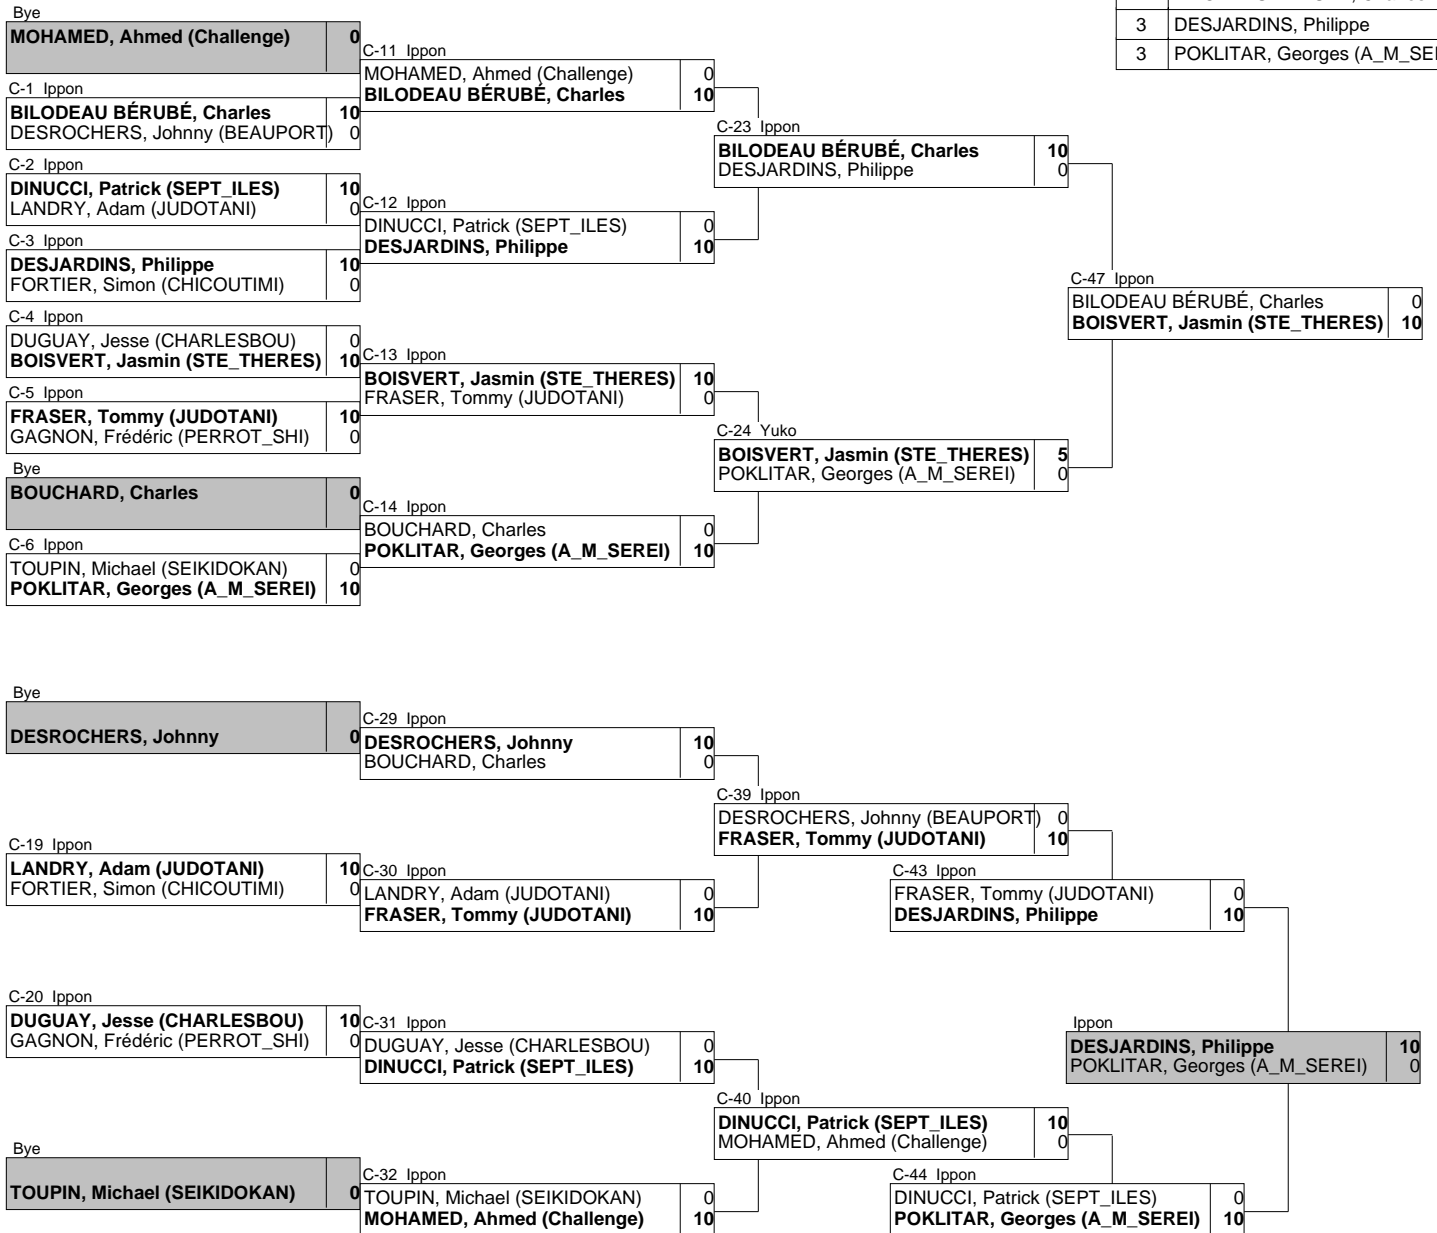 Bye
MOHAMED, Ahmed (Challenge) 0
C-1 Ippon
BILODEAU BÉRUBÉ, Charles 10
DESROCHERS, Johnny (BEAUPORT) 0
C-2 Ippon
DINUCCI, Patrick (SEPT_ILES) 10
LANDRY, Adam (JUDOTANI) 0
C-3 Ippon
DESJARDINS, Philippe 10
FORTIER, Simon (CHICOUTIMI) 0
C-4 Ippon
DUGUAY, Jesse (CHARLESBOU) 0
BOISVERT, Jasmin (STE_THERES) 10
C-5 Ippon
FRASER, Tommy (JUDOTANI) 10
GAGNON, Frédéric (PERROT_SHI) 0
Bye
BOUCHARD, Charles 0
C-6 Ippon
TOUPIN, Michael (SEIKIDOKAN) 0
POKLITAR, Georges (A_M_SEREI) 10
C-11 Ippon
MOHAMED, Ahmed (Challenge) 0
BILODEAU BÉRUBÉ, Charles 10
C-12 Ippon
DINUCCI, Patrick (SEPT_ILES) 0
DESJARDINS, Philippe 10
C-13 Ippon
BOISVERT, Jasmin (STE_THERES) 10
FRASER, Tommy (JUDOTANI) 0
C-14 Ippon
BOUCHARD, Charles 0
POKLITAR, Georges (A_M_SEREI) 10
C-23 Ippon
BILODEAU BÉRUBÉ, Charles 10
DESJARDINS, Philippe 0
C-24 Yuko
BOISVERT, Jasmin (STE_THERES) 5
POKLITAR, Georges (A_M_SEREI) 0
C-47 Ippon
BILODEAU BÉRUBÉ, Charles 0
BOISVERT, Jasmin (STE_THERES) 10
3 DESJARDINS, Philippe
3 POKLITAR, Georges (A_M_SEI
Bye
DESROCHERS, Johnny 0
C-19 Ippon
LANDRY, Adam (JUDOTANI) 10
FORTIER, Simon (CHICOUTIMI) 0
C-20 Ippon
DUGUAY, Jesse (CHARLESBOU) 10
GAGNON, Frédéric (PERROT_SHI) 0
Bye
TOUPIN, Michael (SEIKIDOKAN) 0
C-29 Ippon
DESROCHERS, Johnny 10
BOUCHARD, Charles 0
C-30 Ippon
LANDRY, Adam (JUDOTANI) 0
FRASER, Tommy (JUDOTANI) 10
C-31 Ippon
DUGUAY, Jesse (CHARLESBOU) 0
DINUCCI, Patrick (SEPT_ILES) 10
C-32 Ippon
TOUPIN, Michael (SEIKIDOKAN) 0
MOHAMED, Ahmed (Challenge) 10
C-39 Ippon
DESROCHERS, Johnny (BEAUPORT) 0
FRASER, Tommy (JUDOTANI) 10
C-40 Ippon
DINUCCI, Patrick (SEPT_ILES) 10
MOHAMED, Ahmed (Challenge) 0
C-43 Ippon
FRASER, Tommy (JUDOTANI) 0
DESJARDINS, Philippe 10
C-44 Ippon
DINUCCI, Patrick (SEPT_ILES) 0
POKLITAR, Georges (A_M_SEREI) 10
Ippon
DESJARDINS, Philippe 10
POKLITAR, Georges (A_M_SEREI) 0